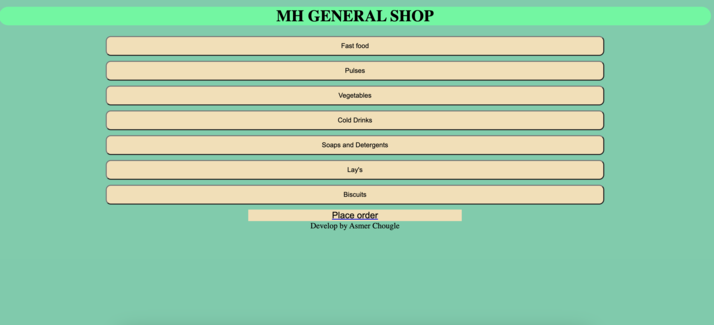 MH GENERAL SHOP
Fast food
Pulses
Vegetables
Cold Drinks
Soaps and Detergents
Lay's
Biscuits
Place order
Develop by Asmer Chougle